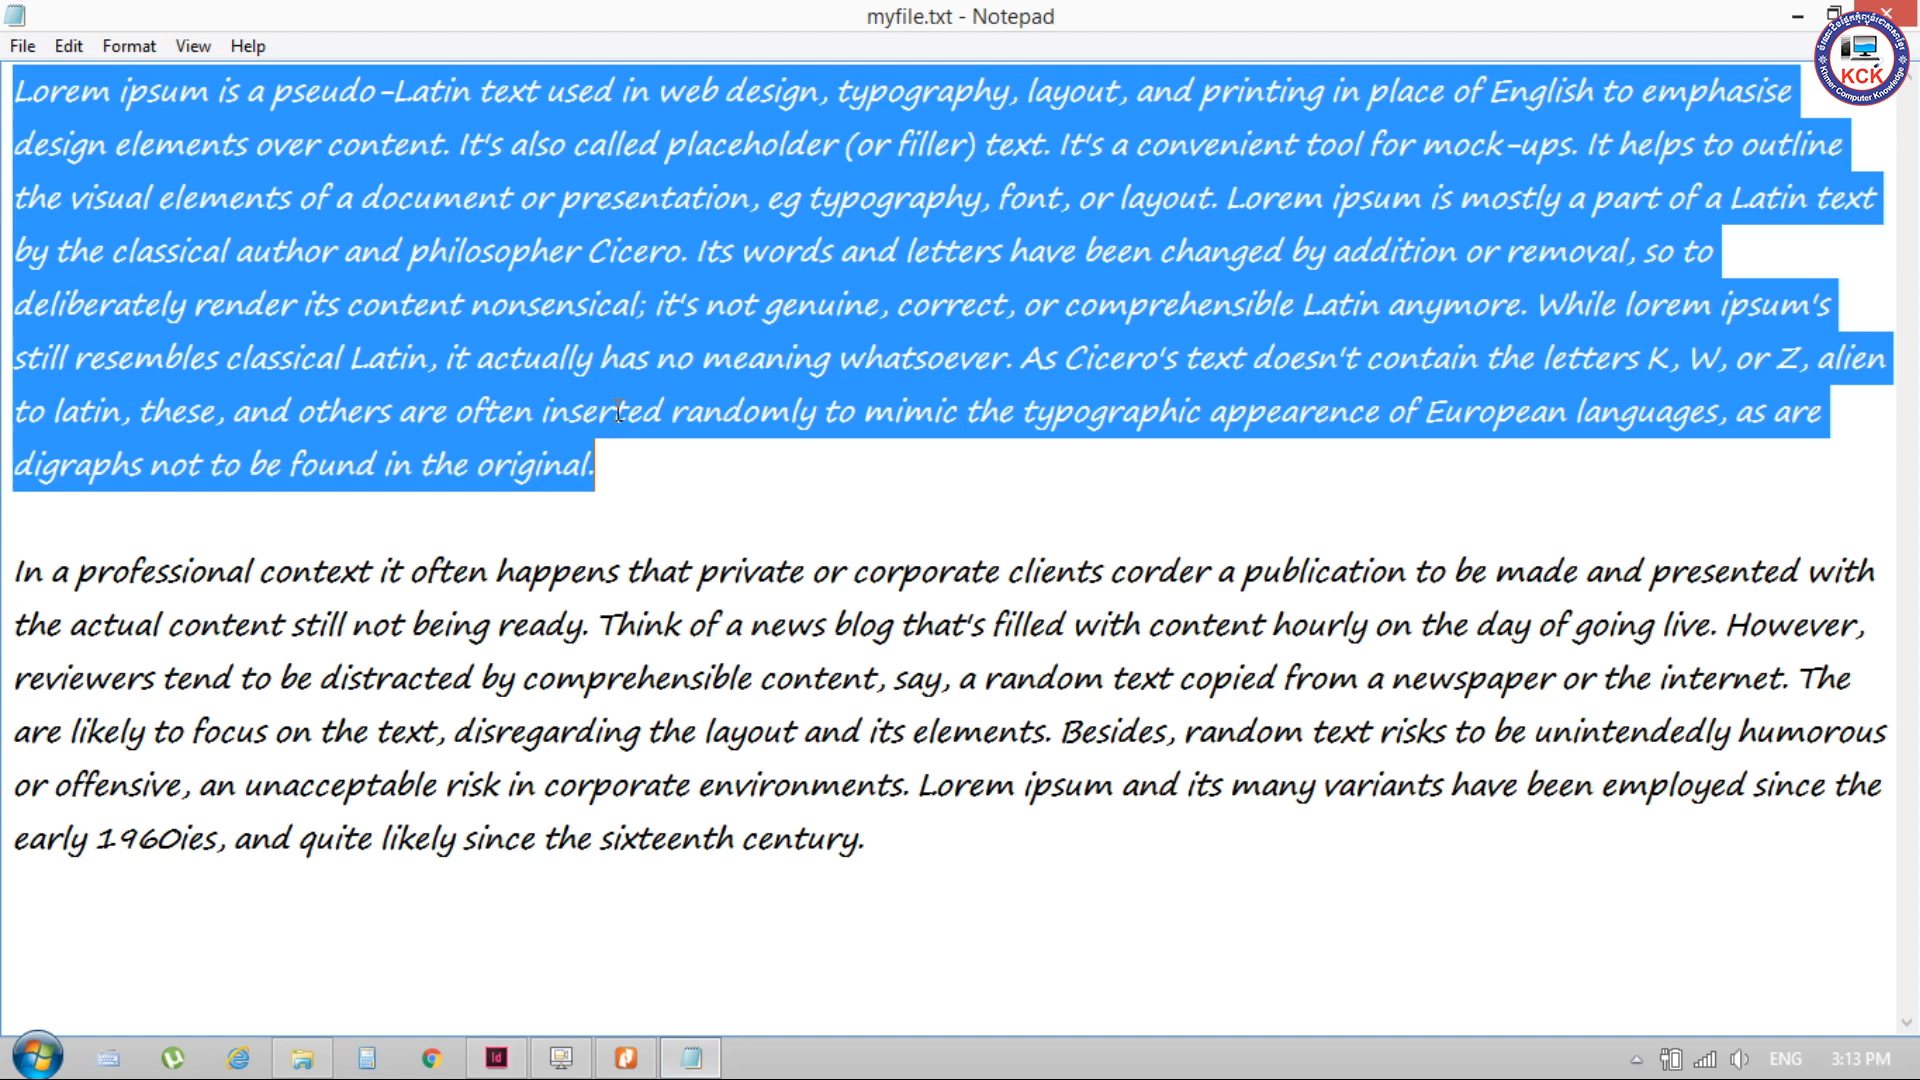 myfile.txt - Notepad
File Edit Format View Help
KCK
Khmer Computer Knowledge
Lorem ipsum is a pseudo-Latin text used in web design, typography, layout, and printing in place of English to emphasise
design elements over content. It's also called placeholder (or filler) text. It's a convenient tool for mock-ups. It helps to outline
the visual elements of a document or presentation, eg typography, font, or layout. Lorem ipsum is mostly a part of a Latin text
by the classical author and philosopher Cicero. Its words and letters have been changed by addition or removal, so to
deliberately render its content nonsensical; it's not genuine, correct, or comprehensible Latin anymore. While lorem ipsum's
still resembles classical Latin, it actually has no meaning whatsoever. As Cicero's text doesn't contain the letters K, W, or Z, alien
to latin, these, and others are often inserted randomly to mimic the typographic appearence of European languages, as are
digraphs not to be found in the original.
In a professional context it often happens that private or corporate clients corder a publication to be made and presented with
the actual content still not being ready. Think of a news blog that's filled with content hourly on the day of going live. However,
reviewers tend to be distracted by comprehensible content, say, a random text copied from a newspaper or the internet. The
are likely to focus on the text, disregarding the layout and its elements. Besides, random text risks to be unintendedly humorous
or offensive, an unacceptable risk in corporate environments. Lorem ipsum and its many variants have been employed since the
early 1960ies, and quite likely since the sixteenth century.
Id
ENG 3:13 PM